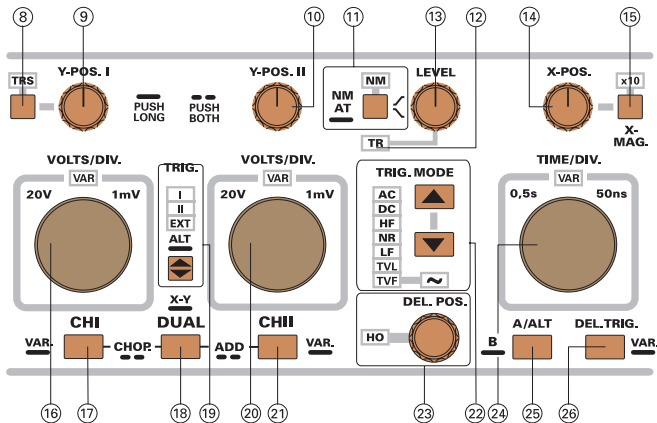 8 9 10 11 13 12 14 15
TRS
Y-POS. I
PUSH LONG
PUSH BOTH
Y-POS. II
NM AT
NM
LEVEL
TR
X-POS.
x10
X-MAG.
VOLTS/DIV.
VAR
20V 1mV
TRIG.
I
II
EXT
ALT
X-Y
VOLTS/DIV.
VAR
20V 1mV
TRIG. MODE
AC
DC
HF
NR
LF
TVL
TVF
~
TIME/DIV.
VAR
0,5s 50ns
DEL. POS.
HO
CHI DUAL CHII
VAR. CHOP. ADD VAR.
A/ALT DEL.TRIG.
B VAR.
16 17 18 19 20 21 23 22 24 25 26